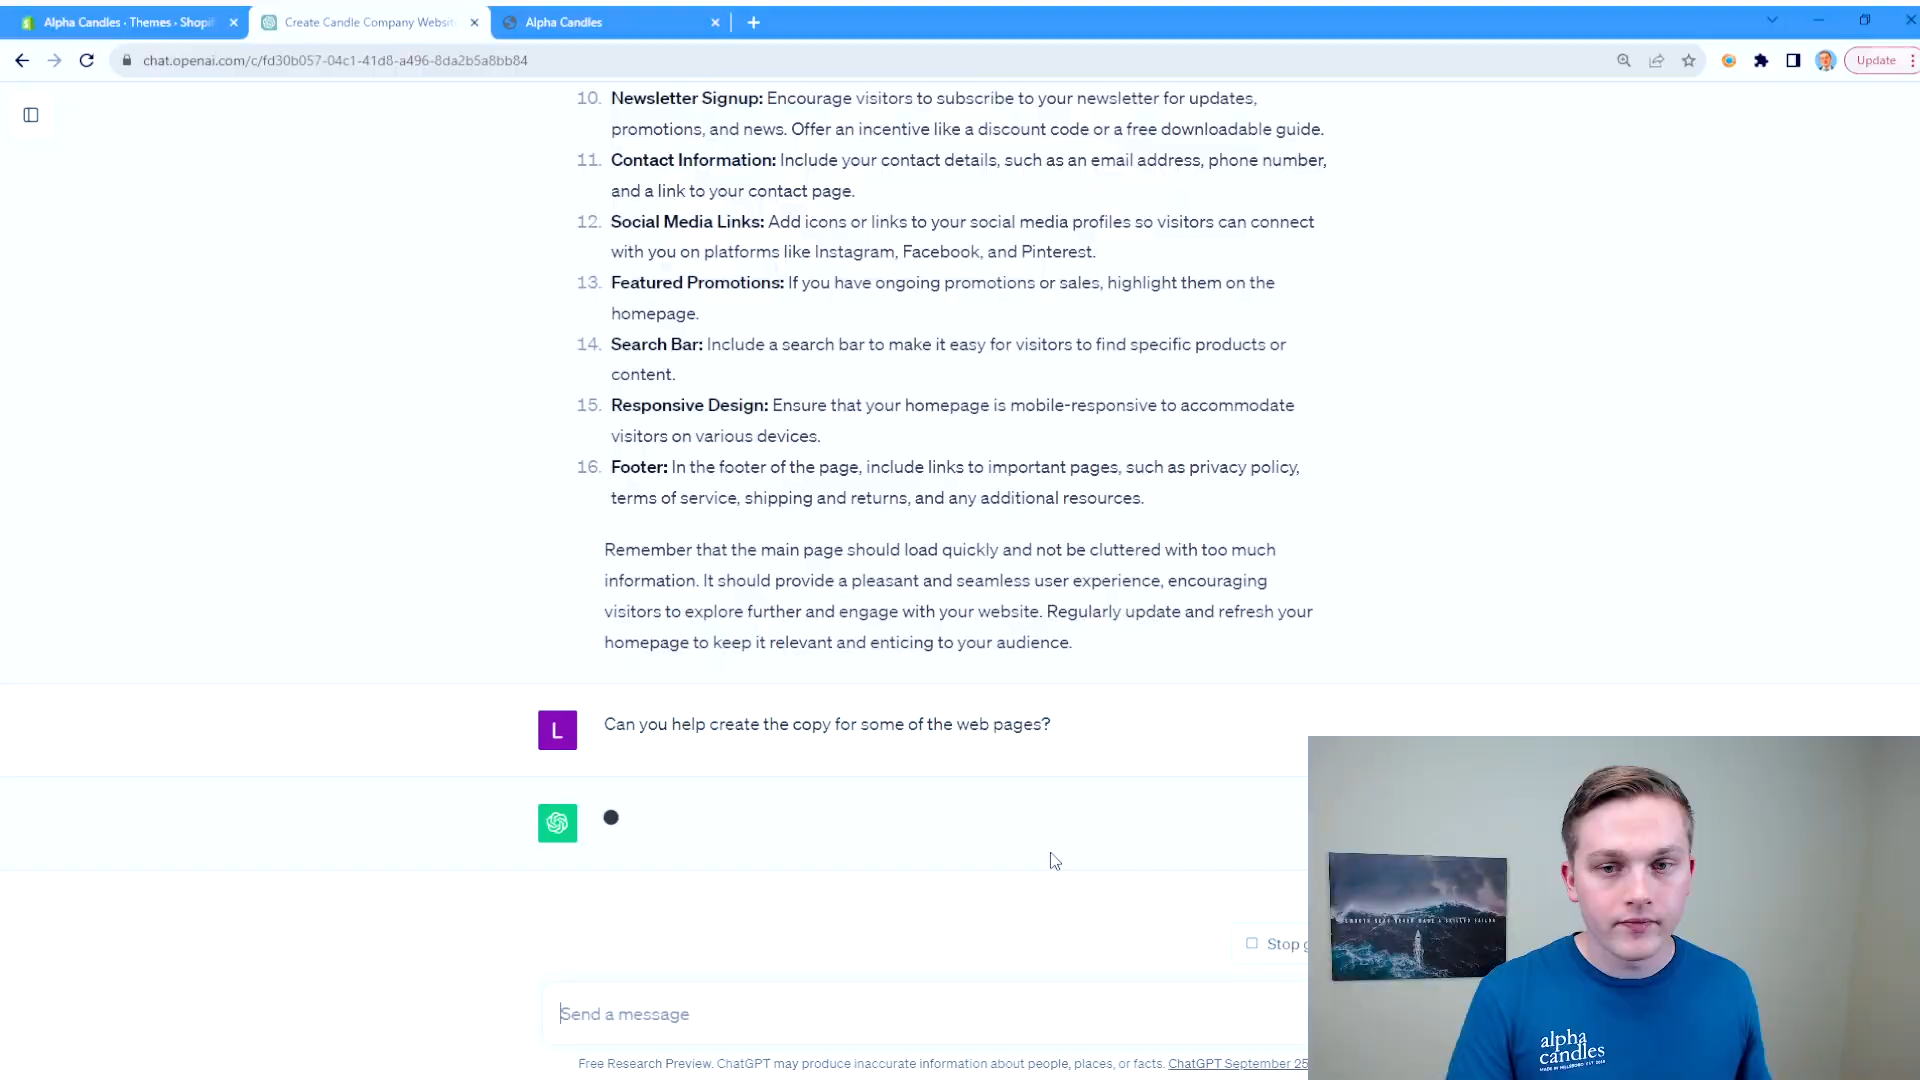 Alpha Candles · Themes · Shopif
Create Candle Company Websit
Alpha Candles
chat.openai.com/c/fd30b057-04c1-41d8-a496-8da2b5a8bb84
Update
10. Newsletter Signup: Encourage visitors to subscribe to your newsletter for updates,
promotions, and news. Offer an incentive like a discount code or a free downloadable guide.
11. Contact Information: Include your contact details, such as an email address, phone number,
and a link to your contact page.
12. Social Media Links: Add icons or links to your social media profiles so visitors can connect
with you on platforms like Instagram, Facebook, and Pinterest.
13. Featured Promotions: If you have ongoing promotions or sales, highlight them on the
homepage.
14. Search Bar: Include a search bar to make it easy for visitors to find specific products or
content.
15. Responsive Design: Ensure that your homepage is mobile-responsive to accommodate
visitors on various devices.
16. Footer: In the footer of the page, include links to important pages, such as privacy policy,
terms of service, shipping and returns, and any additional resources.
Remember that the main page should load quickly and not be cluttered with too much
information. It should provide a pleasant and seamless user experience, encouraging
visitors to explore further and engage with your website. Regularly update and refresh your
homepage to keep it relevant and enticing to your audience.
L
Can you help create the copy for some of the web pages?
Stop g
Send a message
Free Research Preview. ChatGPT may produce inaccurate information about people, places, or facts. ChatGPT September 25
SMOOTH SEAS NEVER MADE A SKILLED SAILOR
alpha
candles
MADE IN HILLSBORO EST